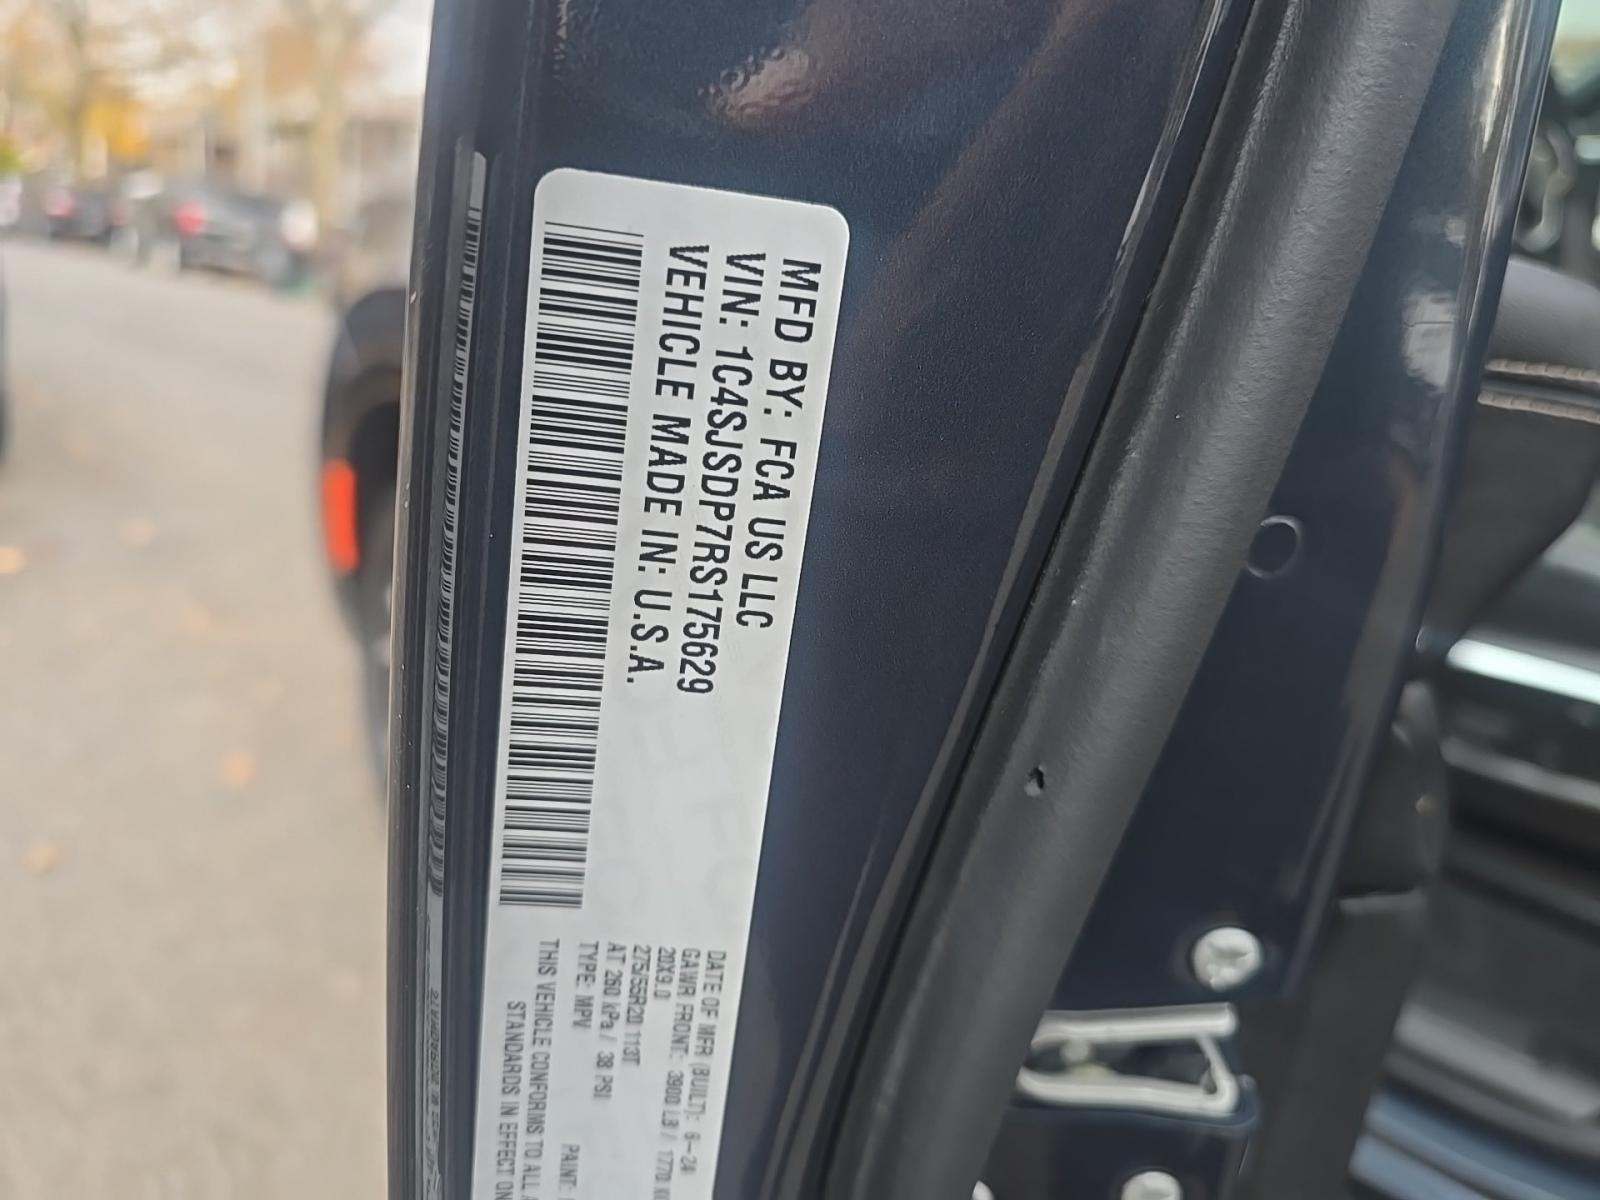 MFD BY: FCA US LLC
VIN: 1C4SJSDP7RS175629
VEHICLE MADE IN: U.S.A.
DATE OF MFR (BUILT): 6-24
GAWR FRONT: 3900 LB / 1770
20X9.0
275/55R20 113T
AT 260 kPa / 38 PSI
TYPE: MPV PAINT:
THIS VEHICLE CONFORMS TO ALL
STANDARDS IN EFFECT ON